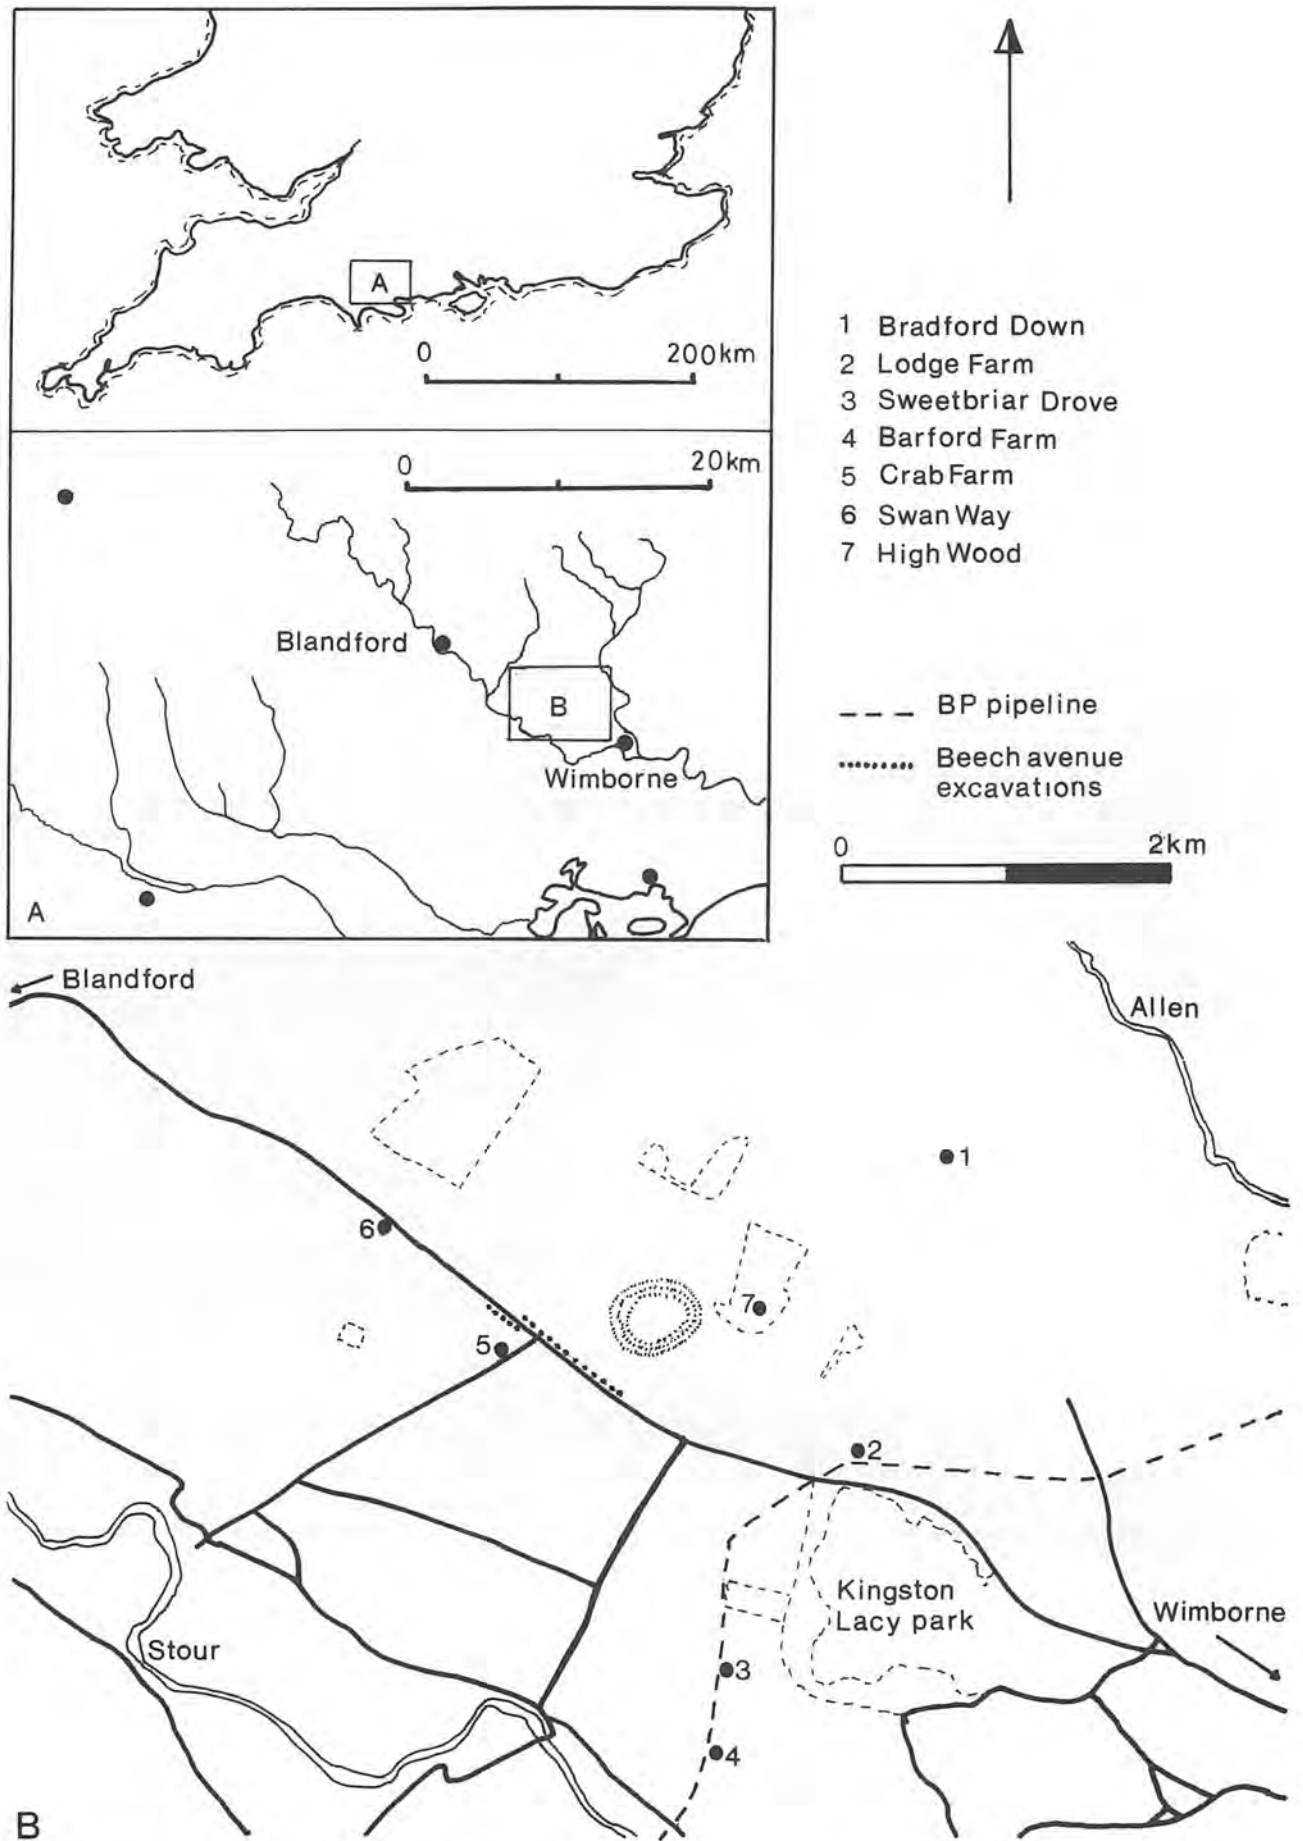 A
0 200km
0 20km
Blandford
B
Wimborne
A
1 Bradford Down
2 Lodge Farm
3 Sweetbriar Drove
4 Barford Farm
5 Crab Farm
6 Swan Way
7 High Wood
BP pipeline
Beech avenue
excavations
0 2km
Blandford
Allen
1
6
7
5
2
Kingston
Lacy park
Wimborne
Stour
3
4
B